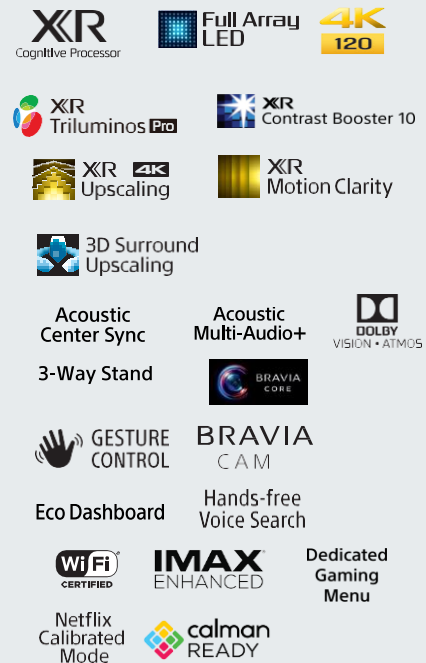 XR
Cognitive Processor
Full Array
LED
4K
120
XR
Triluminos Pro
XR
Contrast Booster 10
XR 4K
Upscaling
XR
Motion Clarity
3D Surround
Upscaling
Acoustic
Center Sync
Acoustic
Multi-Audio+
DOLBY
VISION • ATMOS
3-Way Stand
BRAVIA
CORE
GESTURE
CONTROL
BRAVIA
CAM
Eco Dashboard
Hands-free
Voice Search
WiFi
CERTIFIED
IMAX
ENHANCED
Dedicated
Gaming
Menu
Netflix
Calibrated
Mode
calman
READY